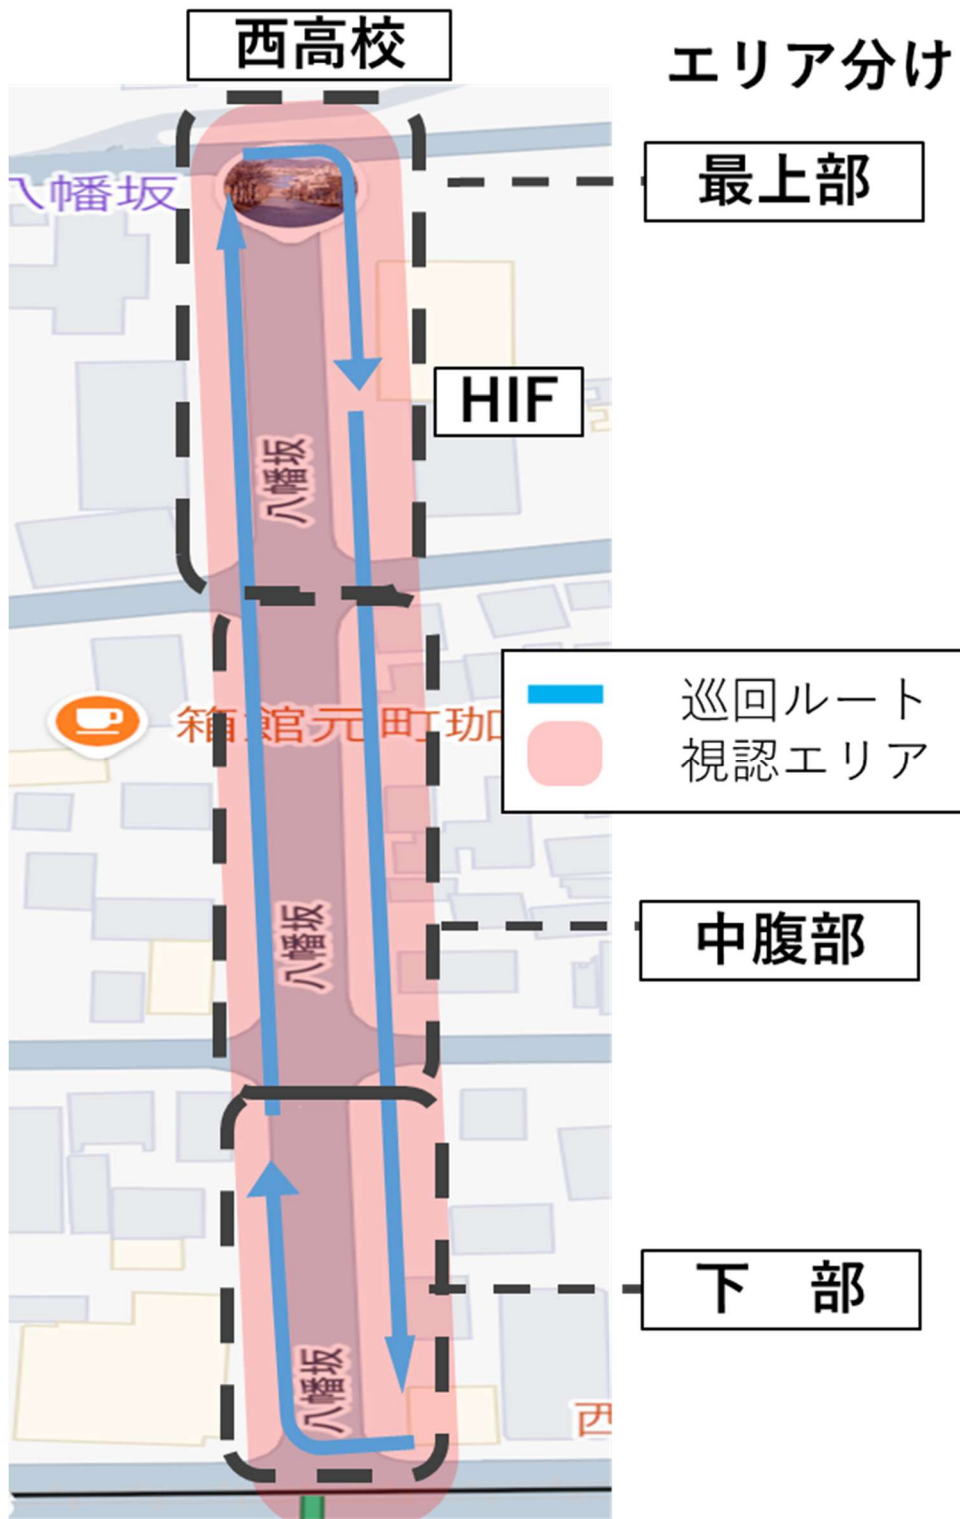 西高校
エリア分け
最上部
八幡坂
HIF
八幡坂
巡回ルート
視認エリア
箱館元町珈
中腹部
八幡坂
下 部
八幡坂
西